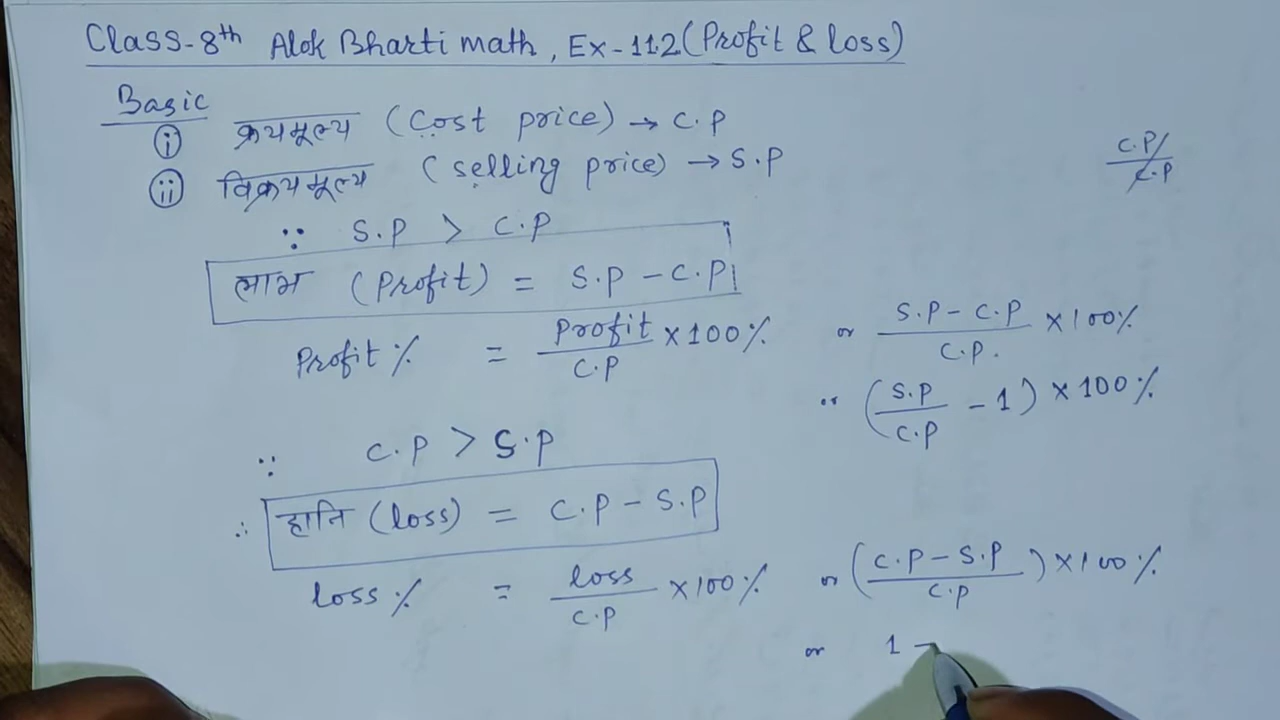 Class-8th Alok Bharti math, Ex-11.2 (Profit & loss)
Basic
(i) क्रयमूल्य (Cost price) → C.P
(ii) विक्रयमूल्य (selling price) → S.P
C.P/C.P
∵ S.P > C.P
लाभ (Profit) = S.P - C.P
Profit % = Profit/C.P × 100% or S.P - C.P/C.P. × 100%
or (S.P/C.P - 1) × 100%
∵ C.P > S.P
∴ हानि (loss) = C.P - S.P
loss % = loss/C.P × 100% or (C.P - S.P/C.P) × 100%
or 1 -